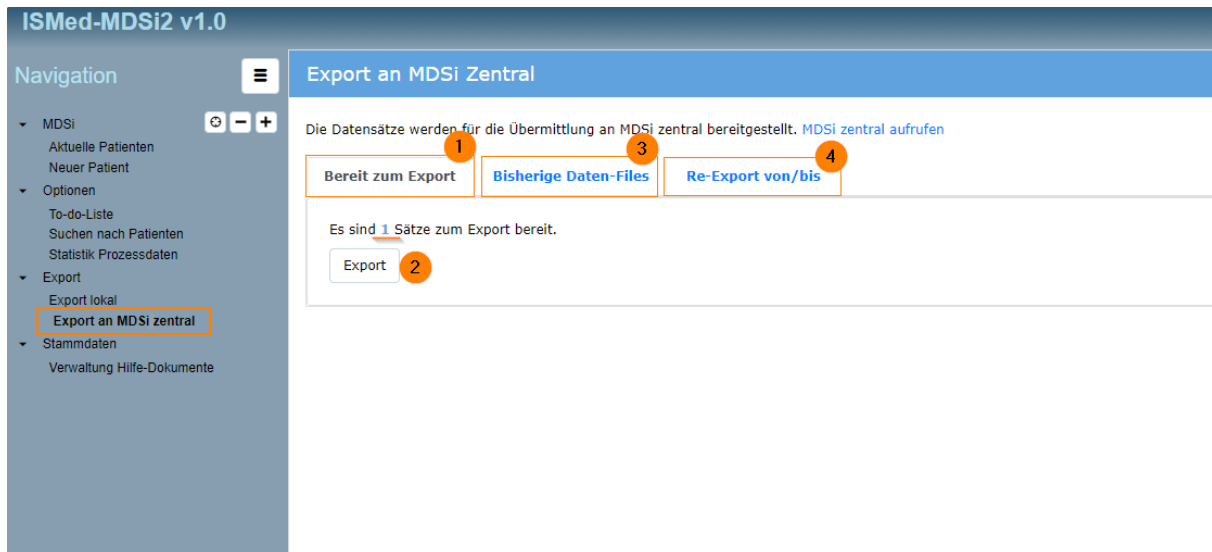 ISMed-MDSi2 v1.0
Navigation
MDSi
Aktuelle Patienten
Neuer Patient
Optionen
To-do-Liste
Suchen nach Patienten
Statistik Prozessdaten
Export
Export lokal
Export an MDSi zentral
Stammdaten
Verwaltung Hilfe-Dokumente
Export an MDSi Zentral
Die Datensätze werden für die Übermittlung an MDSi zentral bereitgestellt. MDSi zentral aufrufen
1 3 4
Bereit zum Export Bisherige Daten-Files Re-Export von/bis
Es sind 1 Sätze zum Export bereit.
Export 2